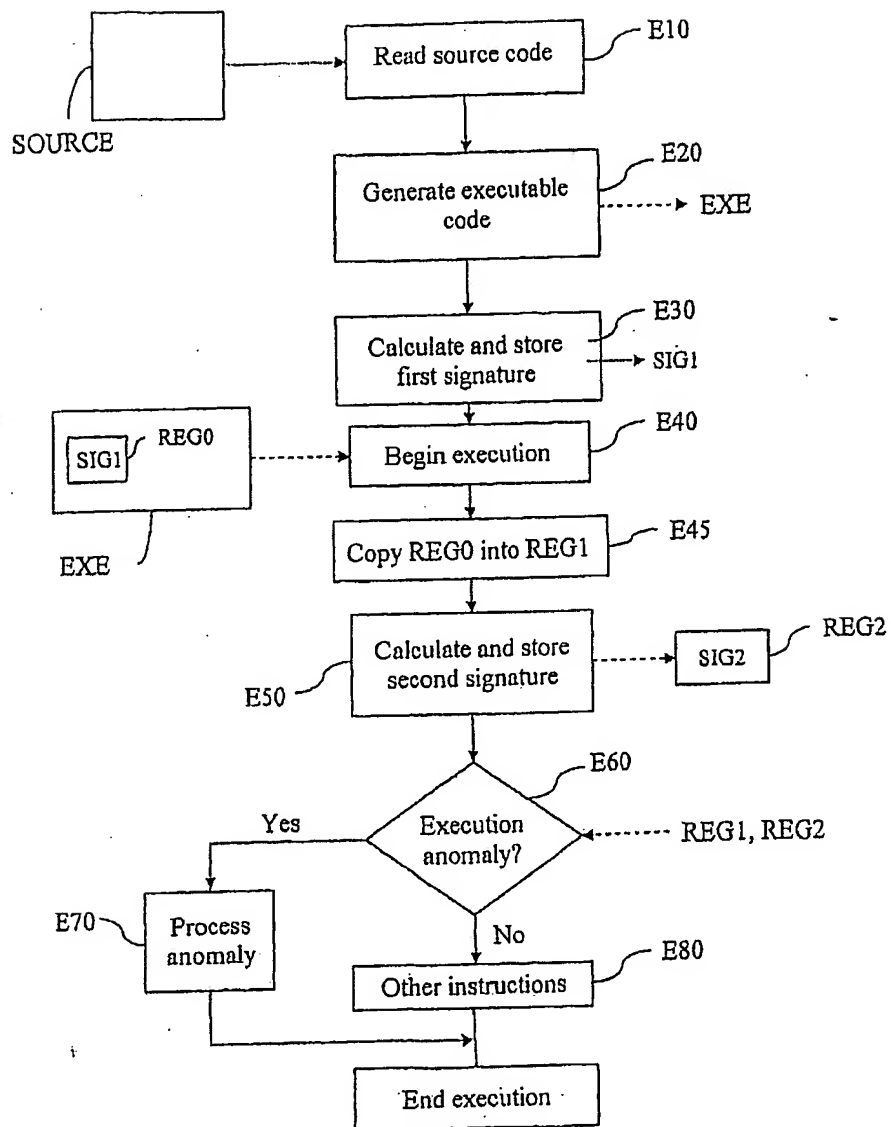 E10
Read source code
SOURCE
E20
Generate executable
code
EXE
E30
Calculate and store
first signature
SIG1
E40
REG0
SIG1
Begin execution
EXE
E45
Copy REG0 into REG1
REG2
Calculate and store
second signature
SIG2
E50
E60
Yes
Execution
anomaly?
REG1, REG2
E70
Process
anomaly
No
E80
Other instructions
End execution